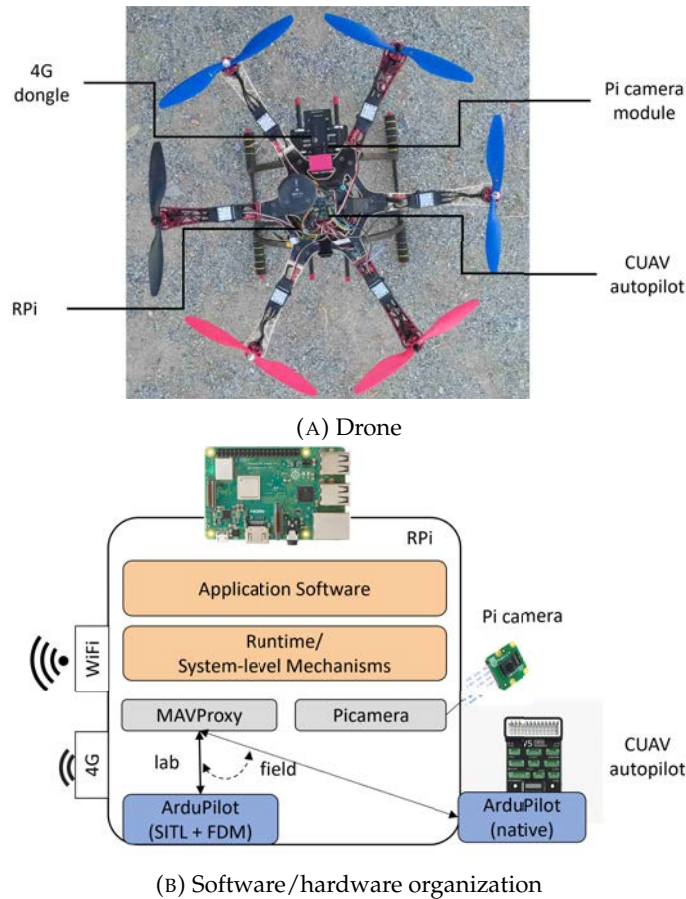 4G
dongle
Pi camera
module
RPi
CUAV
autopilot
(A) Drone
RPi
Application Software
Pi camera
WiFi
Runtime/
System-level Mechanisms
MAVProxy
Picamera
4G
lab
field
V5
CUAV
autopilot
ArduPilot
(SITL + FDM)
ArduPilot
(native)
(B) Software/hardware organization